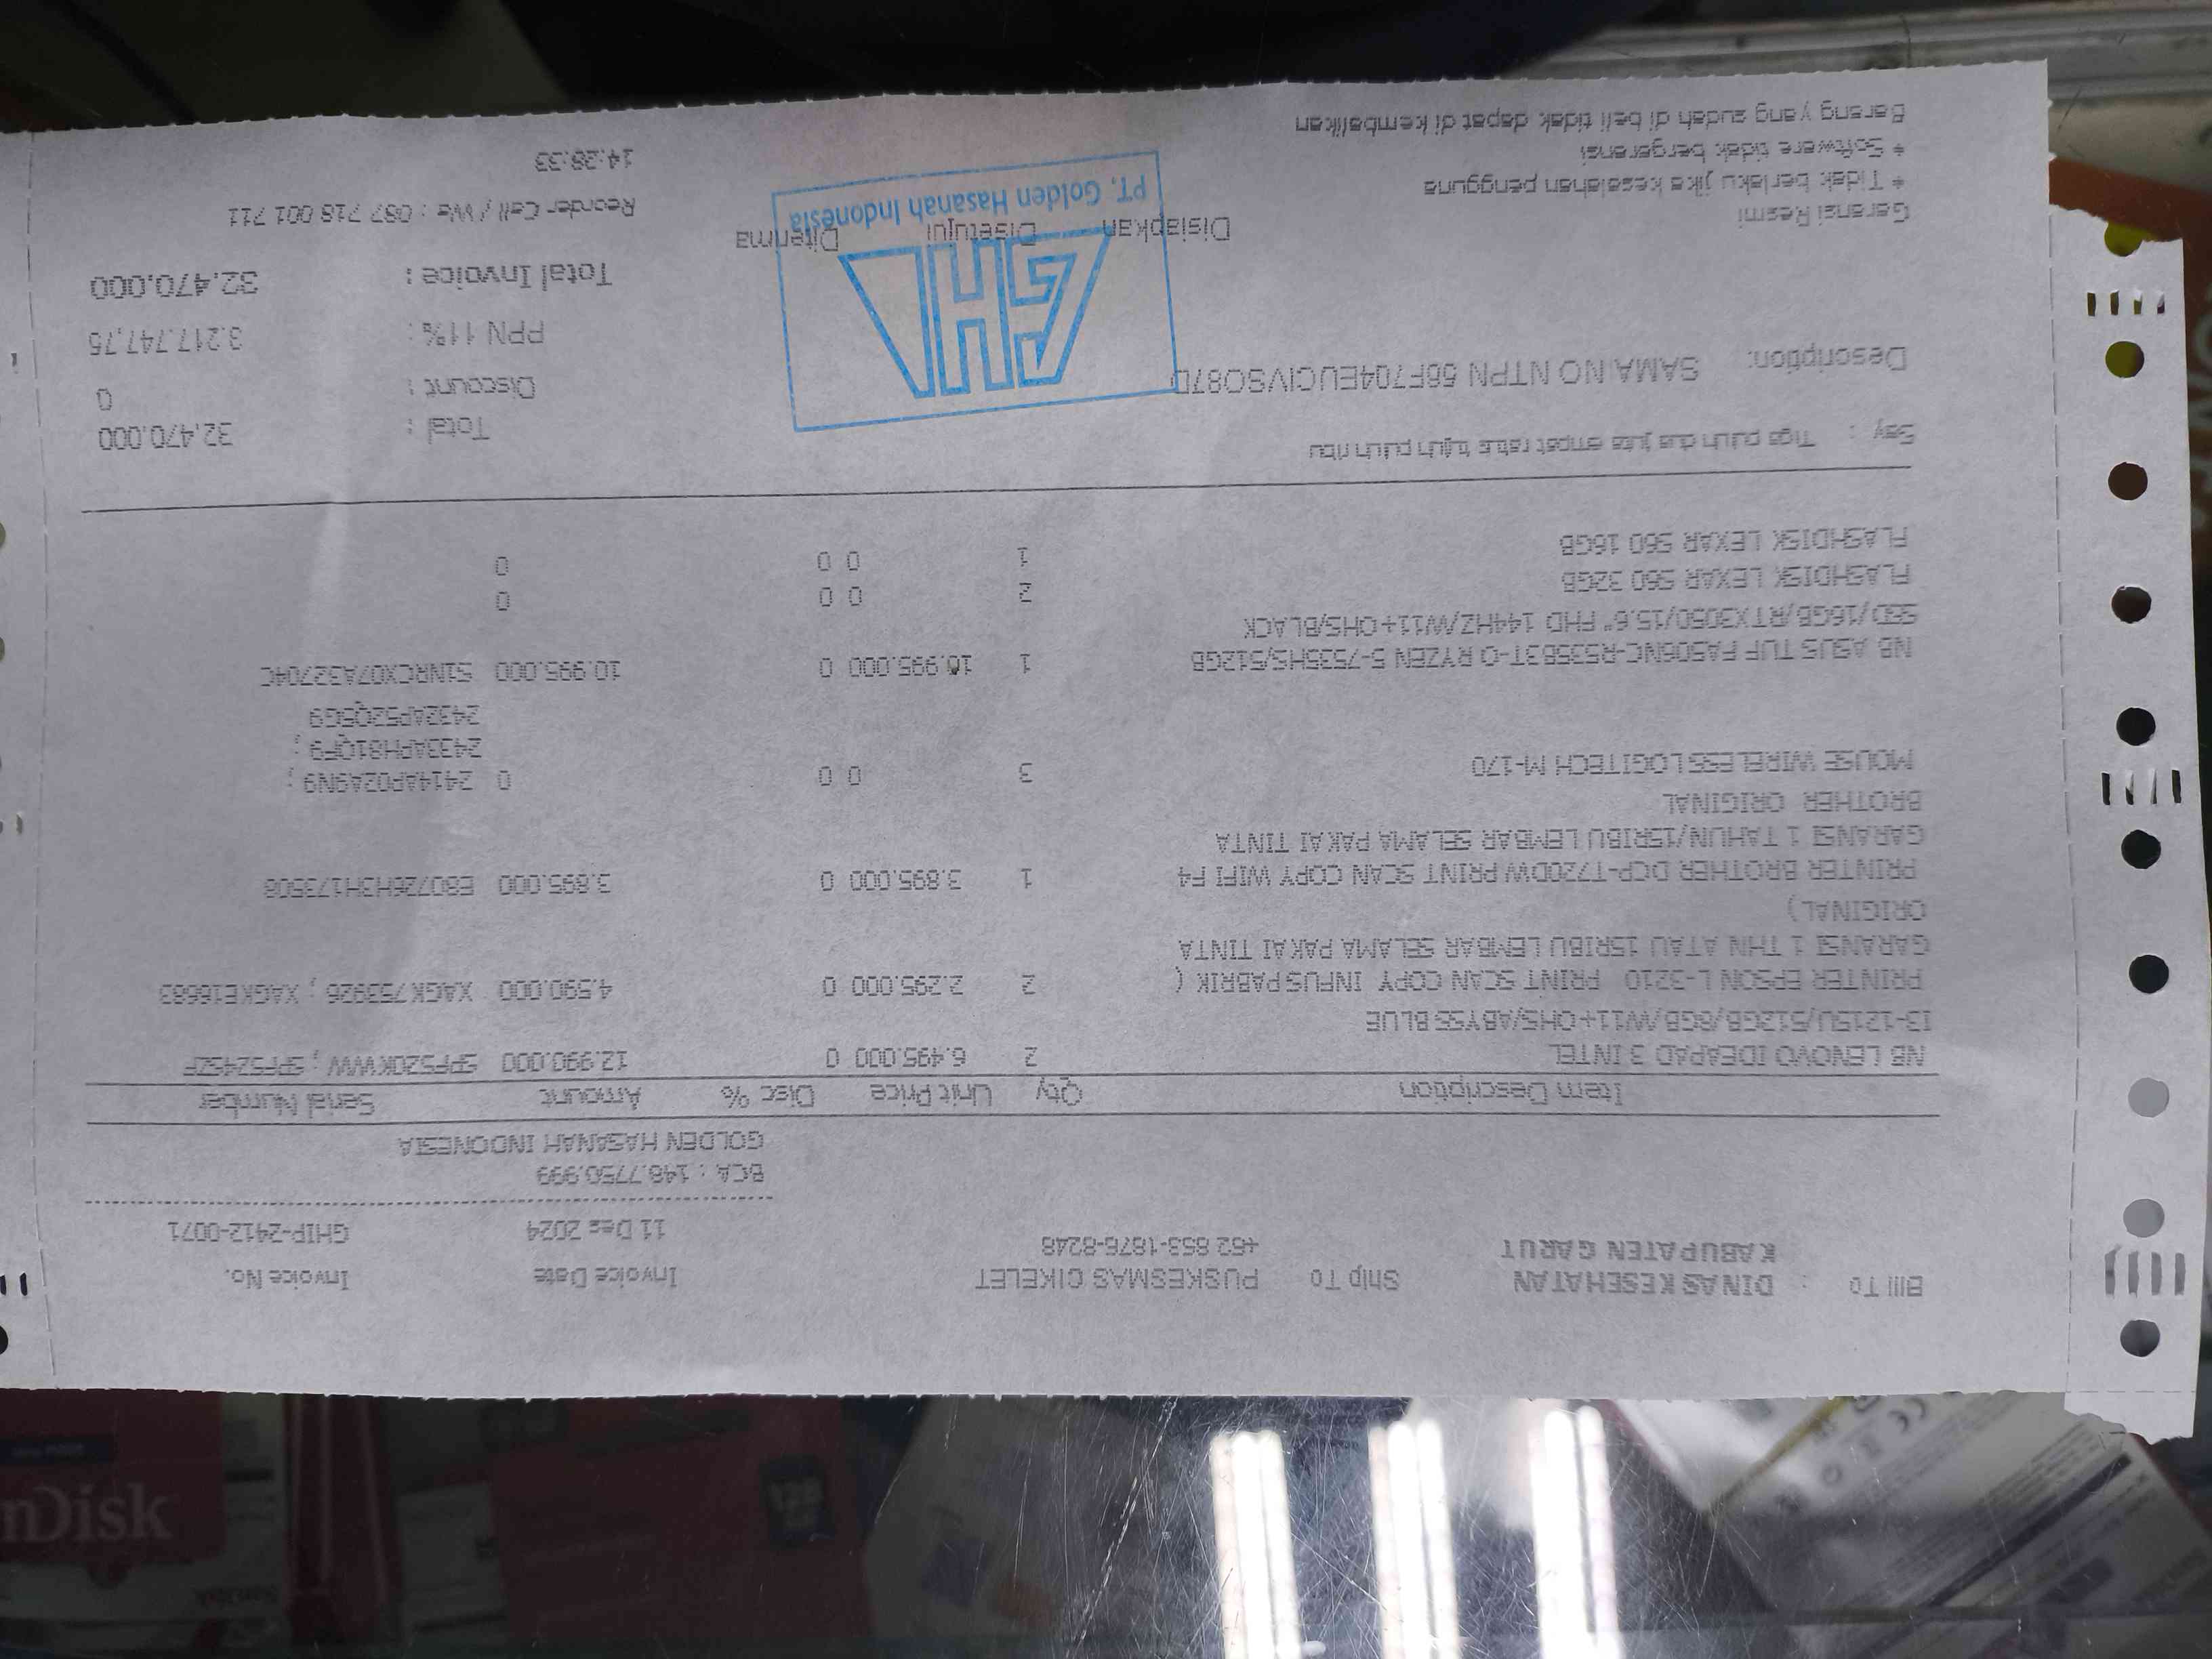 Bill To : DINAS KESEHATAN Ship To PUSKESMAS CIKELET Invoice Date Invoice No.
KABUPATEN GARUT +62 853-1876-8248 11 Des 2024 GHIP-2412-0071
BCA : 148.7750.999
GOLDEN HASANAH INDONESIA
Item Description Qty Unit Price Disc % Amount Serial Number
NB LENOVO IDEAPAD 3 INTEL 2 6.495.000 0 12.990.000 SPF520KWW ; SPF524SZF
I3-1215U/512GB/8GB/W11+OHS/ABYSS BLUE
PRINTER EPSON L-3210 PRINT SCAN COPY INFUS PABRIK ( 2 2.295.000 0 4.590.000 XAGK753926 ; XAGKE18683
GARANSI 1 THN ATAU 15RIBU LEMBAR SELAMA PAKAI TINTA
ORIGINAL )
PRINTER BROTHER DCP-T720DW PRINT SCAN COPY WIFI F4 1 3.895.000 0 3.895.000 E80726H3H173508
GARANSI 1 TAHUN/15RIBU LEMBAR SELAMA PAKAI TINTA
BROTHER ORIGINAL
MOUSE WIRELESS LOGITECH M-170 3 0 0 0 2414AP02A9N9 ;
2433APH81QF9 ;
2432AP52Q5G9
NB ASUS TUF FA506NC-R535B3T-O RYZEN 5-7535HS/512GB 1 10.995.000 0 10.995.000 S1NRCX07A32704C
SSD/16GB/RTX3050/15.6" FHD 144HZ/W11+OHS/BLACK
FLASHDISK LEXAR S60 32GB 2 0 0 0
FLASHDISK LEXAR S60 16GB 1 0 0 0
Say : Tiga puluh dua juta empat ratus tujuh puluh ribu Total : 32.470.000
Discount : 0
Description: SAMA NO NTPN 56F704EUCIVSO87D PPN 11% : 3.217.747,75
Total Invoice : 32.470.000
Disiapkan Disetujui Diterima
GHI
PT. Golden Hasanah Indonesia
Garansi Resmi Reorder Call / Wa : 087 718 001 711
* Tidak berlaku jika kesalahan pengguna
* Softwere tidak bergaransi 14:28:33
Barang yang sudah di beli tidak dapat di kembalikan
nDisk